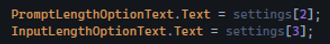 PromptLengthOptionText.Text = settings[2];
InputLengthOptionText.Text = settings[3];